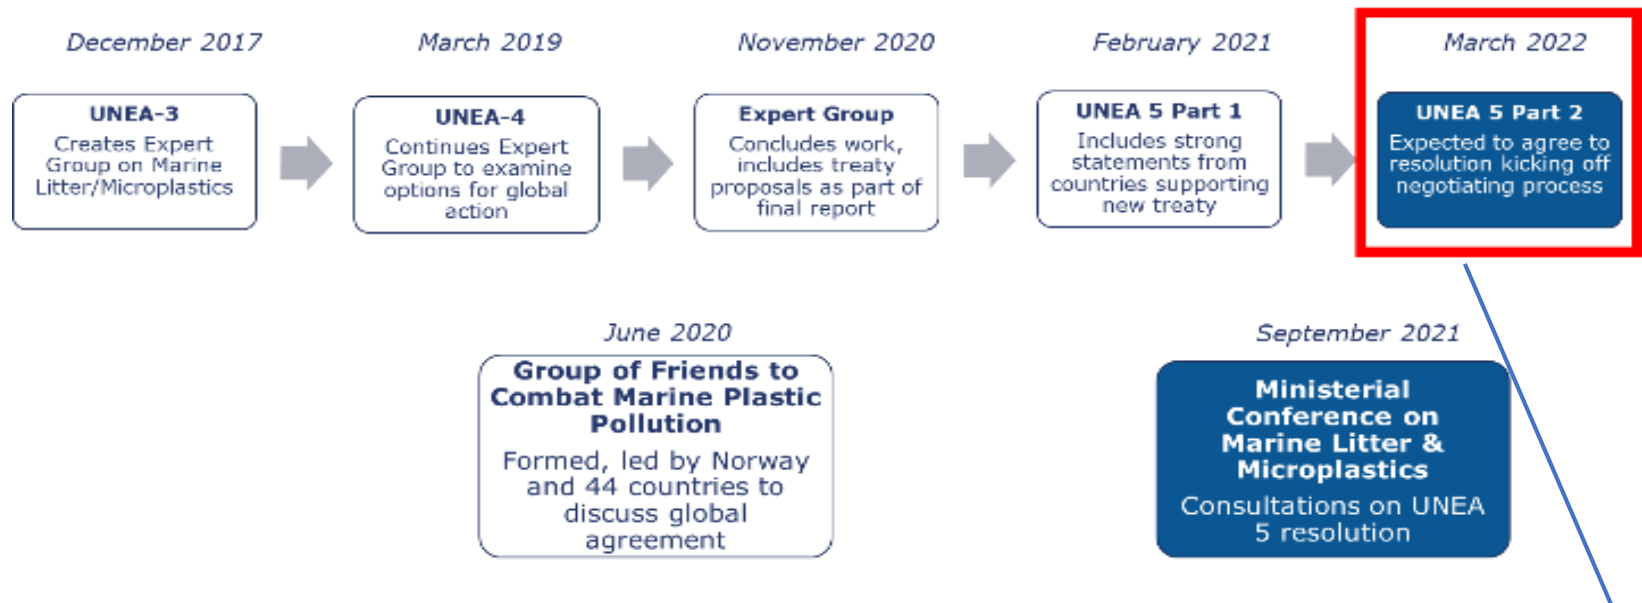 December 2017
UNEA-3
Creates Expert
Group on Marine
Litter/Microplastics
March 2019
UNEA-4
Continues Expert
Group to examine
options for global
action
November 2020
Expert Group
Concludes work,
includes treaty
proposals as part of
final report
February 2021
UNEA 5 Part 1
Includes strong
statements from
countries supporting
new treaty
March 2022
UNEA 5 Part 2
Expected to agree to
resolution kicking off
negotiating process
June 2020
Group of Friends to
Combat Marine Plastic
Pollution
Formed, led by Norway
and 44 countries to
discuss global
agreement
September 2021
Ministerial
Conference on
Marine Litter &
Microplastics
Consultations on UNEA
5 resolution